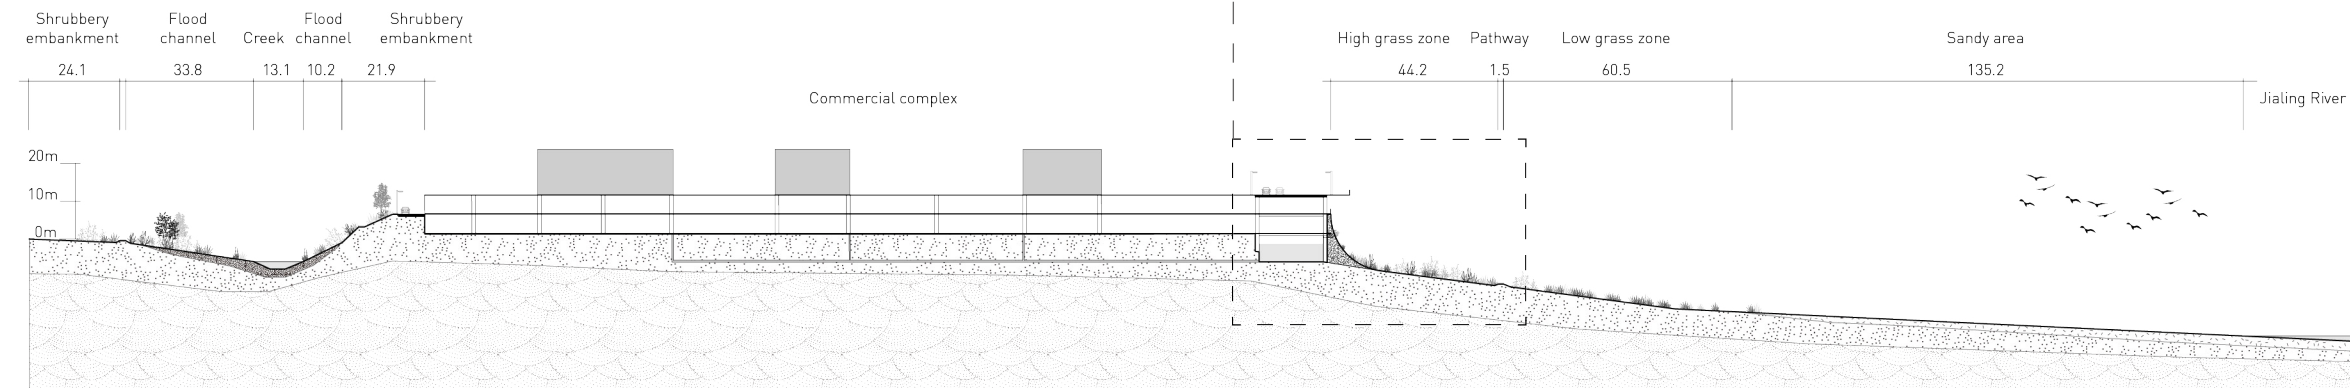 Shrubbery
embankment
Flood
channel
Creek
Flood
channel
Shrubbery
embankment
24.1
33.8
13.1
10.2
21.9
Commercial complex
High grass zone
Pathway
Low grass zone
Sandy area
44.2
1.5
60.5
135.2
Jialing River
20m
10m
0m